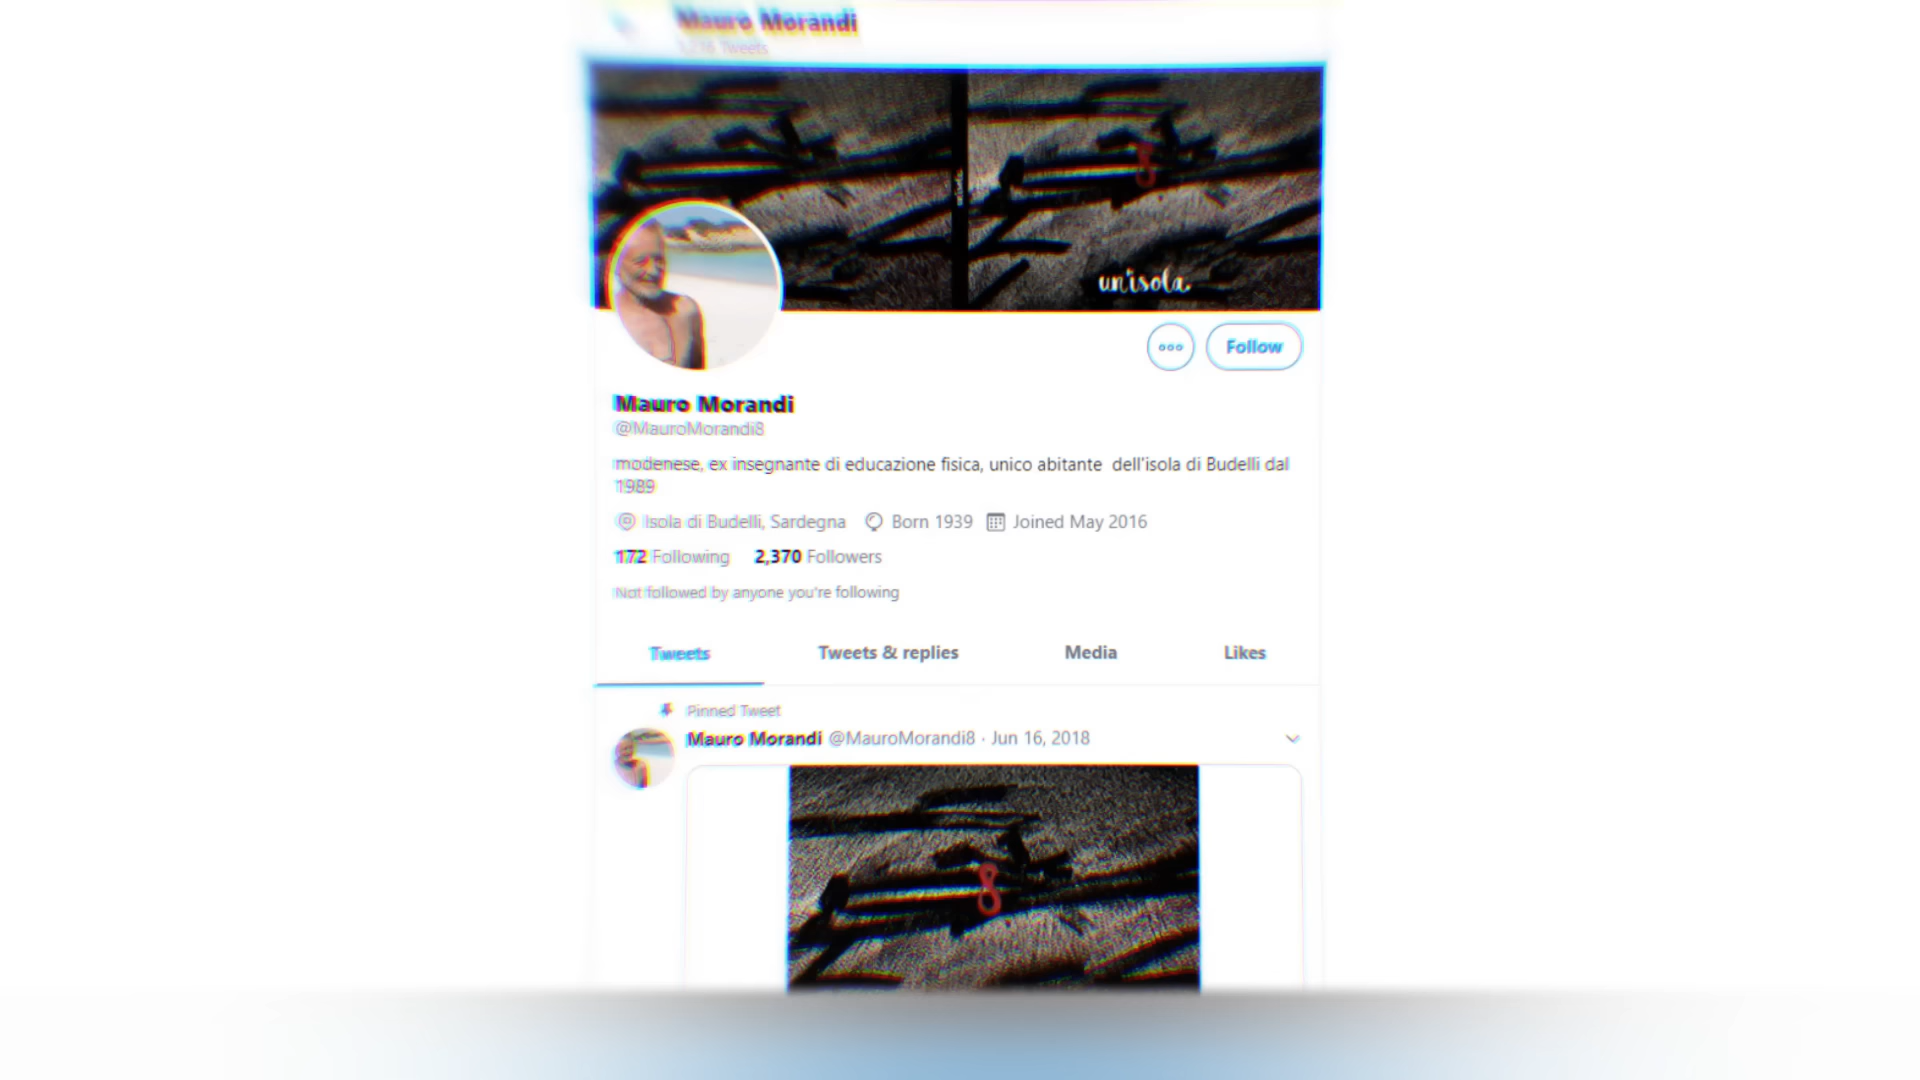 Mauro Morandi
Tweets
un'isola
Follow
Mauro Morandi
@MauroMorandi8
modenese, ex insegnante di educazione fisica, unico abitante dell'isola di Budelli dal
1989
Isola di Budelli, Sardegna Born 1939 Joined May 2016
172 Following 2,370 Followers
Not followed by anyone you're following
Tweets Tweets & replies Media Likes
Pinned Tweet
Mauro Morandi @MauroMorandi8 · Jun 16, 2018